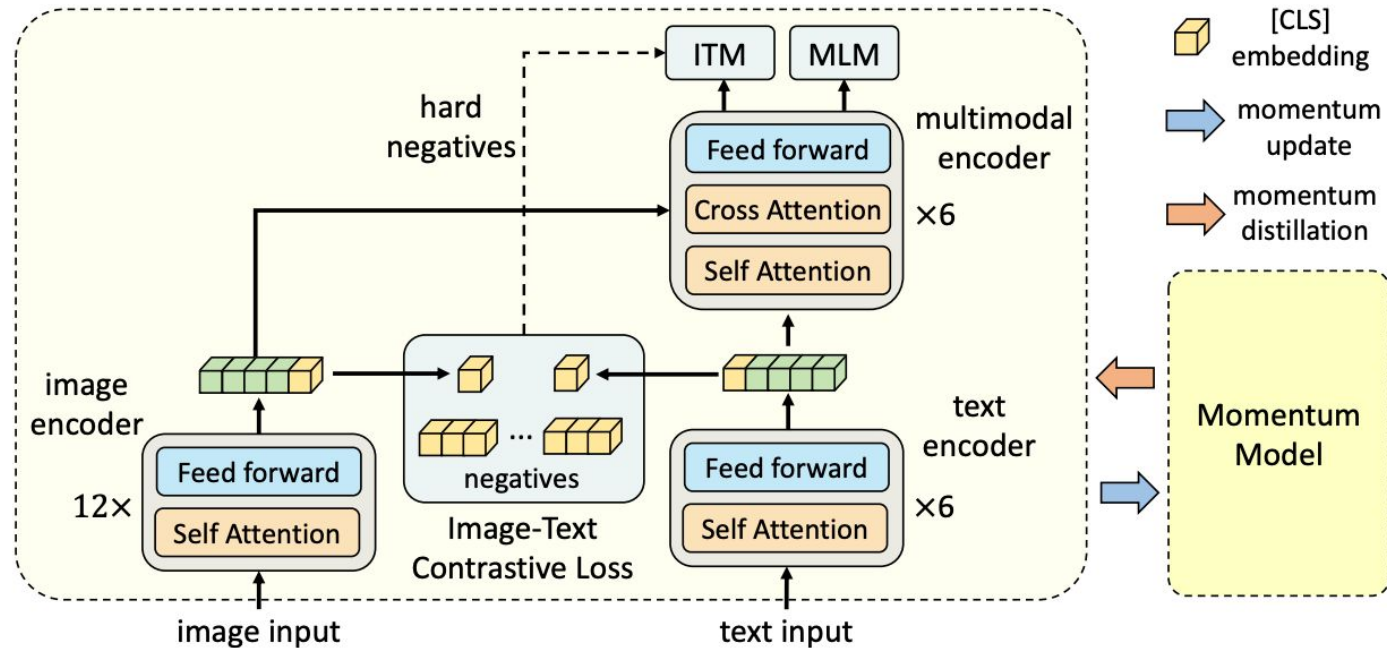 ITM
MLM
[CLS]
embedding
hard
negatives
Feed forward
Cross Attention
Self Attention
multimodal
encoder
×6
momentum
update
momentum
distillation
image
encoder
12×
Feed forward
Self Attention
...
negatives
Image-Text
Contrastive Loss
text
encoder
Feed forward
Self Attention
×6
Momentum
Model
image input
text input